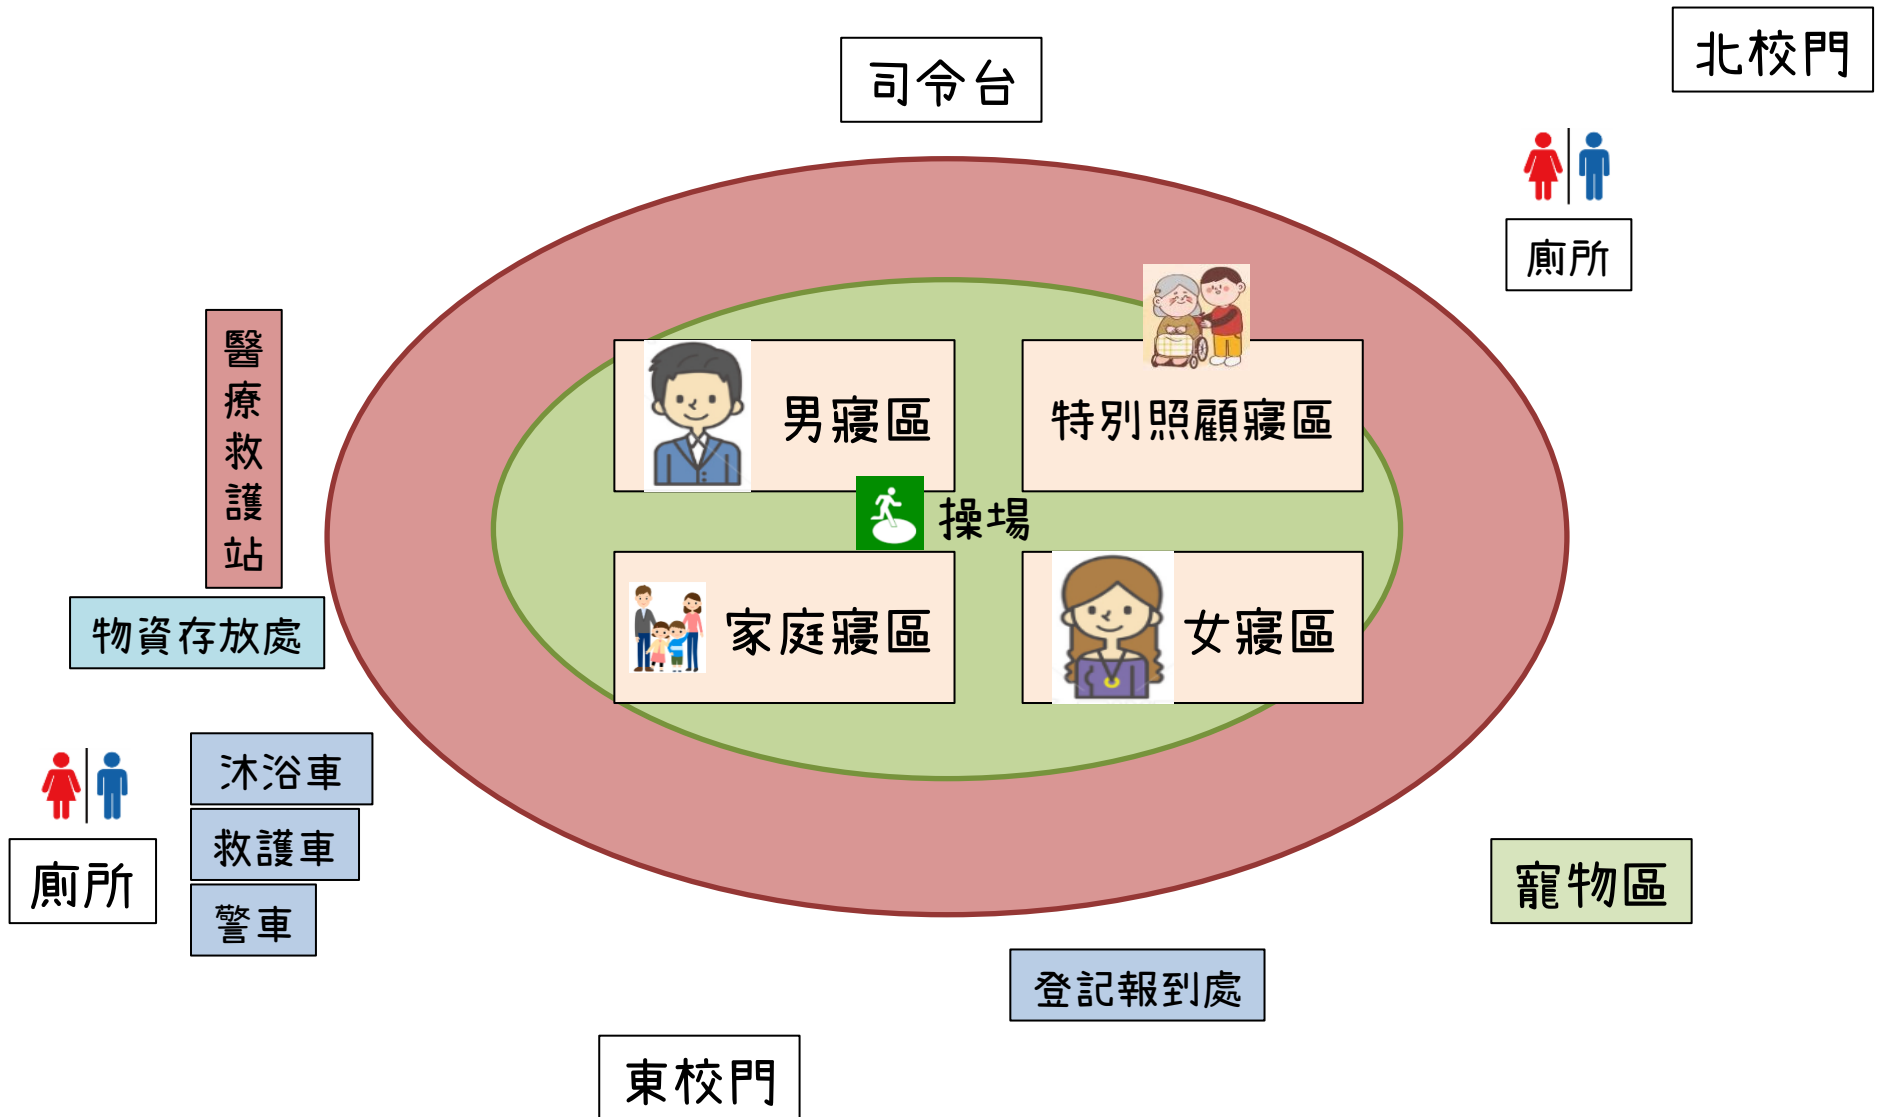 北校門
司令台
廁所
醫療救護站
男寢區
特別照顧寢區
操場
物資存放處
家庭寢區
女寢區
沐浴車
救護車
廁所
警車
寵物區
登記報到處
東校門